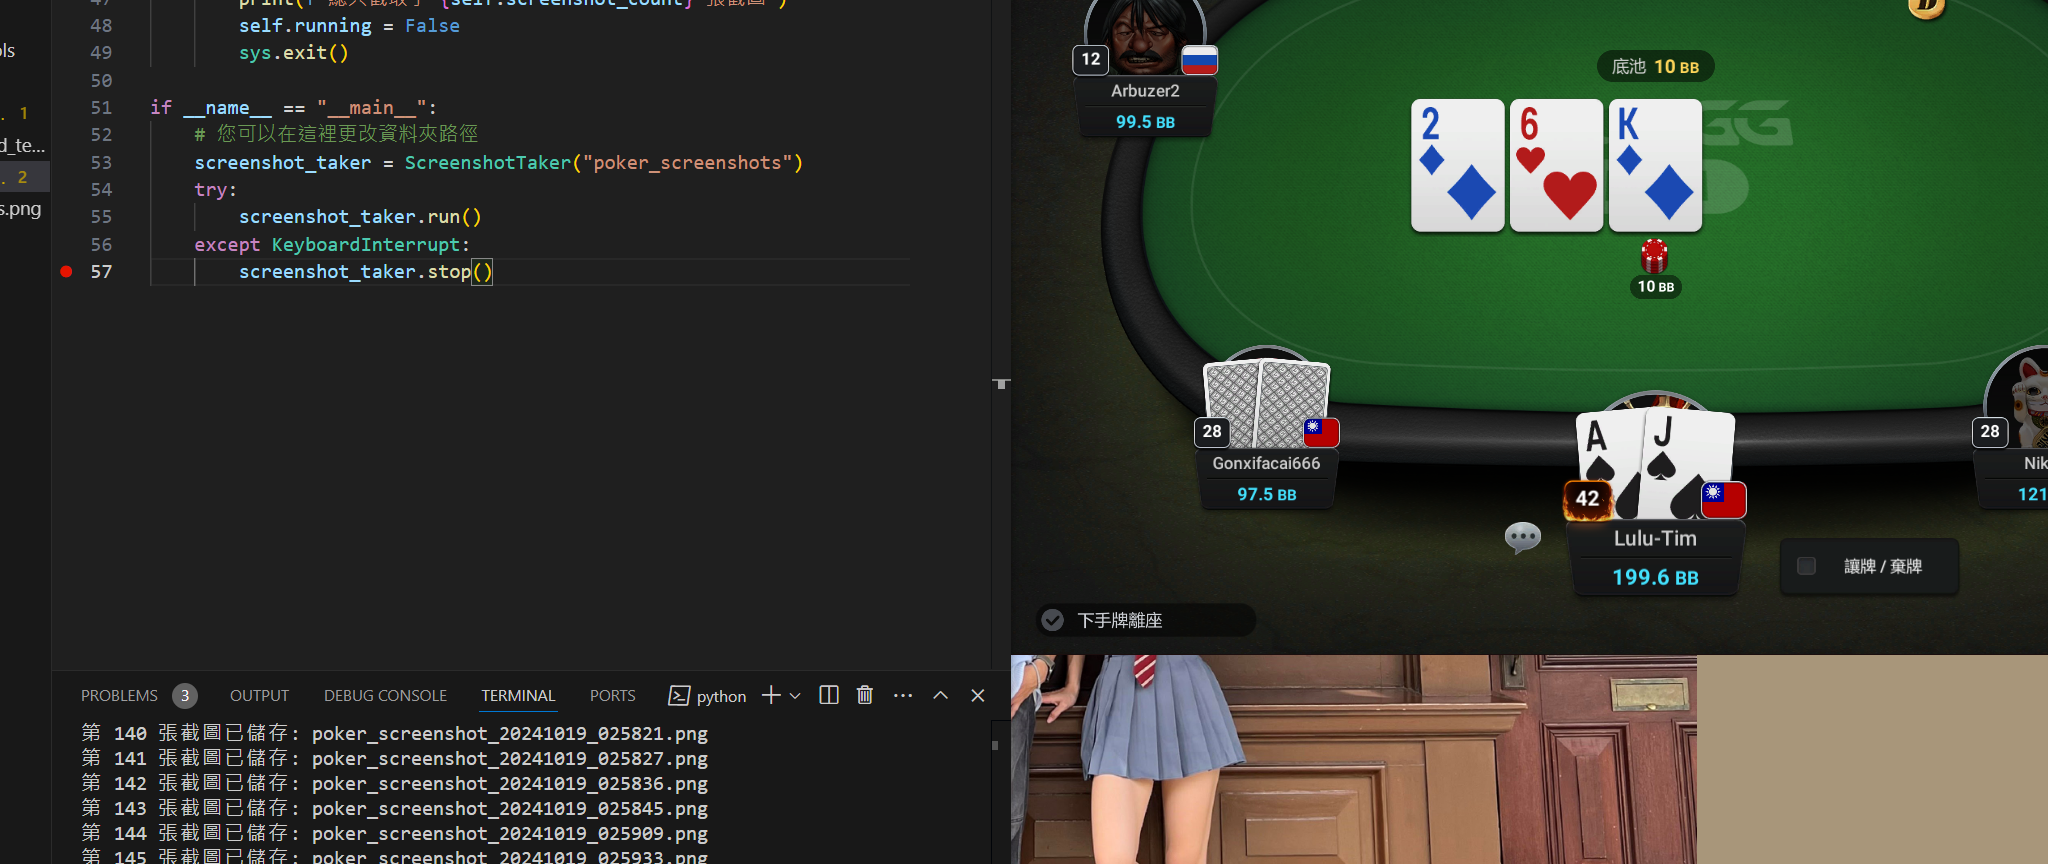 47 print(f"總共截取了 {self.screenshot_count} 張截圖")
48 self.running = False
49 sys.exit()
50
51 if __name__ == "__main__":
52 # 您可以在這裡更改資料夾路徑
53 screenshot_taker = ScreenshotTaker("poker_screenshots")
54 try:
55 screenshot_taker.run()
56 except KeyboardInterrupt:
57 screenshot_taker.stop()
ols
. 1
d_te...
. 2
s.png
PROBLEMS 3 OUTPUT DEBUG CONSOLE TERMINAL PORTS python
第 140 張截圖已儲存: poker_screenshot_20241019_025821.png
第 141 張截圖已儲存: poker_screenshot_20241019_025827.png
第 142 張截圖已儲存: poker_screenshot_20241019_025836.png
第 143 張截圖已儲存: poker_screenshot_20241019_025845.png
第 144 張截圖已儲存: poker_screenshot_20241019_025909.png
第 145 張截圖已儲存: poker_screenshot_20241019_025933.png
D
12
Arbuzer2
99.5 BB
底池 10 BB
2 6 K
GG
10 BB
28
Gonxifacai666
97.5 BB
A J
42
Lulu-Tim
199.6 BB
28
Nik
121
讓牌 / 棄牌
下手牌離座